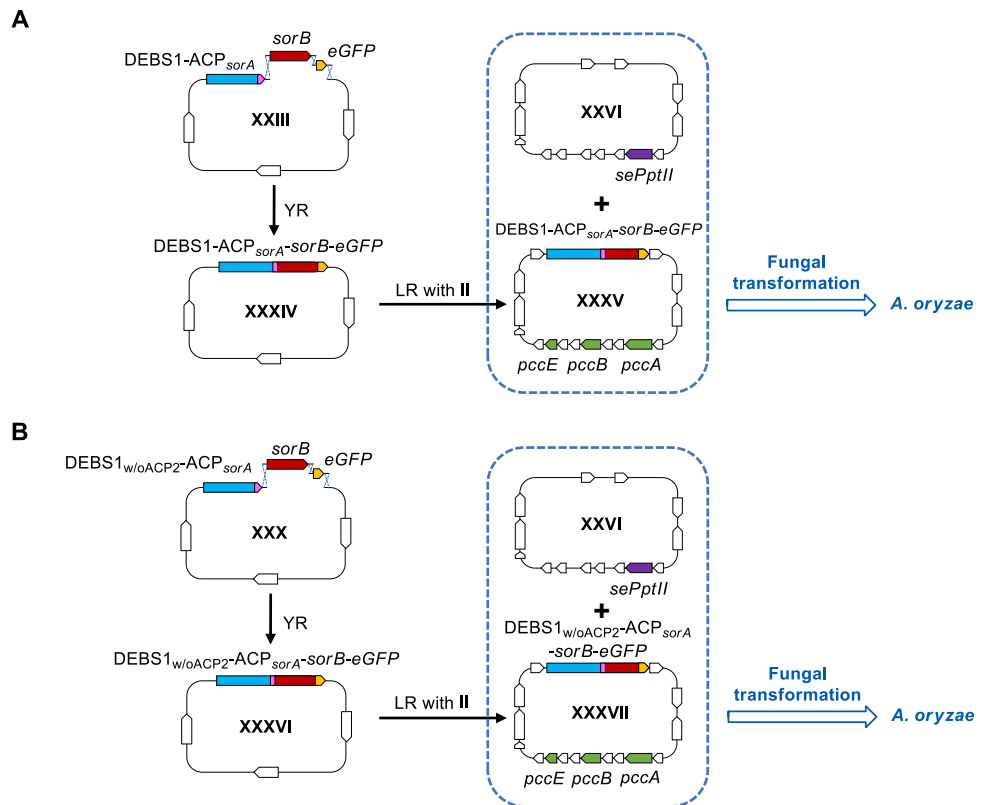 A
sorB
eGFP
DEBS1-ACPsorA
XXIII
YR
DEBS1-ACPsorA-sorB-eGFP
XXXIV
LR with II
XXVI
sePptII
+
DEBS1-ACPsorA-sorB-eGFP
XXXV
pccE pccB pccA
Fungal
transformation
A. oryzae
B
sorB
eGFP
DEBS1w/oACP2-ACPsorA
XXX
YR
DEBS1w/oACP2-ACPsorA-sorB-eGFP
XXXVI
LR with II
XXVI
sePptII
+
DEBS1w/oACP2-ACPsorA
-sorB-eGFP
XXXVII
pccE pccB pccA
Fungal
transformation
A. oryzae